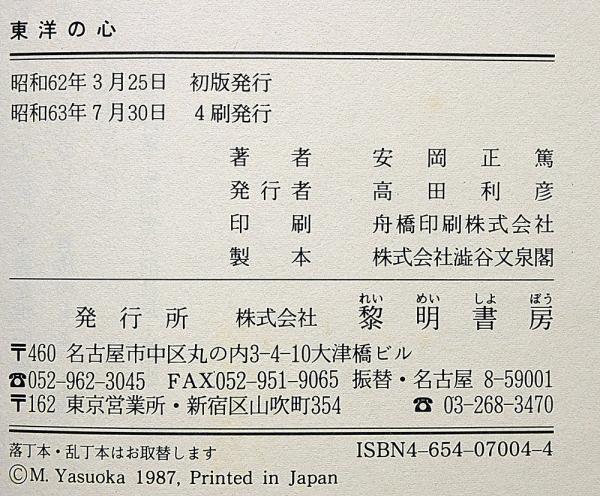 東洋の心
昭和62年3月25日 初版発行
昭和63年7月30日 4刷発行
著者 安岡正篤
発行者 高田利彦
印刷 舟橋印刷株式会社
製本 株式会社澁谷文泉閣
れい めい しよ ぼう
発行所 株式会社 黎明書房
〒460 名古屋市中区丸の内3-4-10大津橋ビル
☎052-962-3045 FAX052-951-9065 振替・名古屋 8-59001
〒162 東京営業所・新宿区山吹町354 ☎ 03-268-3470
落丁本・乱丁本はお取替します ISBN4-654-07004-4
©M. Yasuoka 1987, Printed in Japan